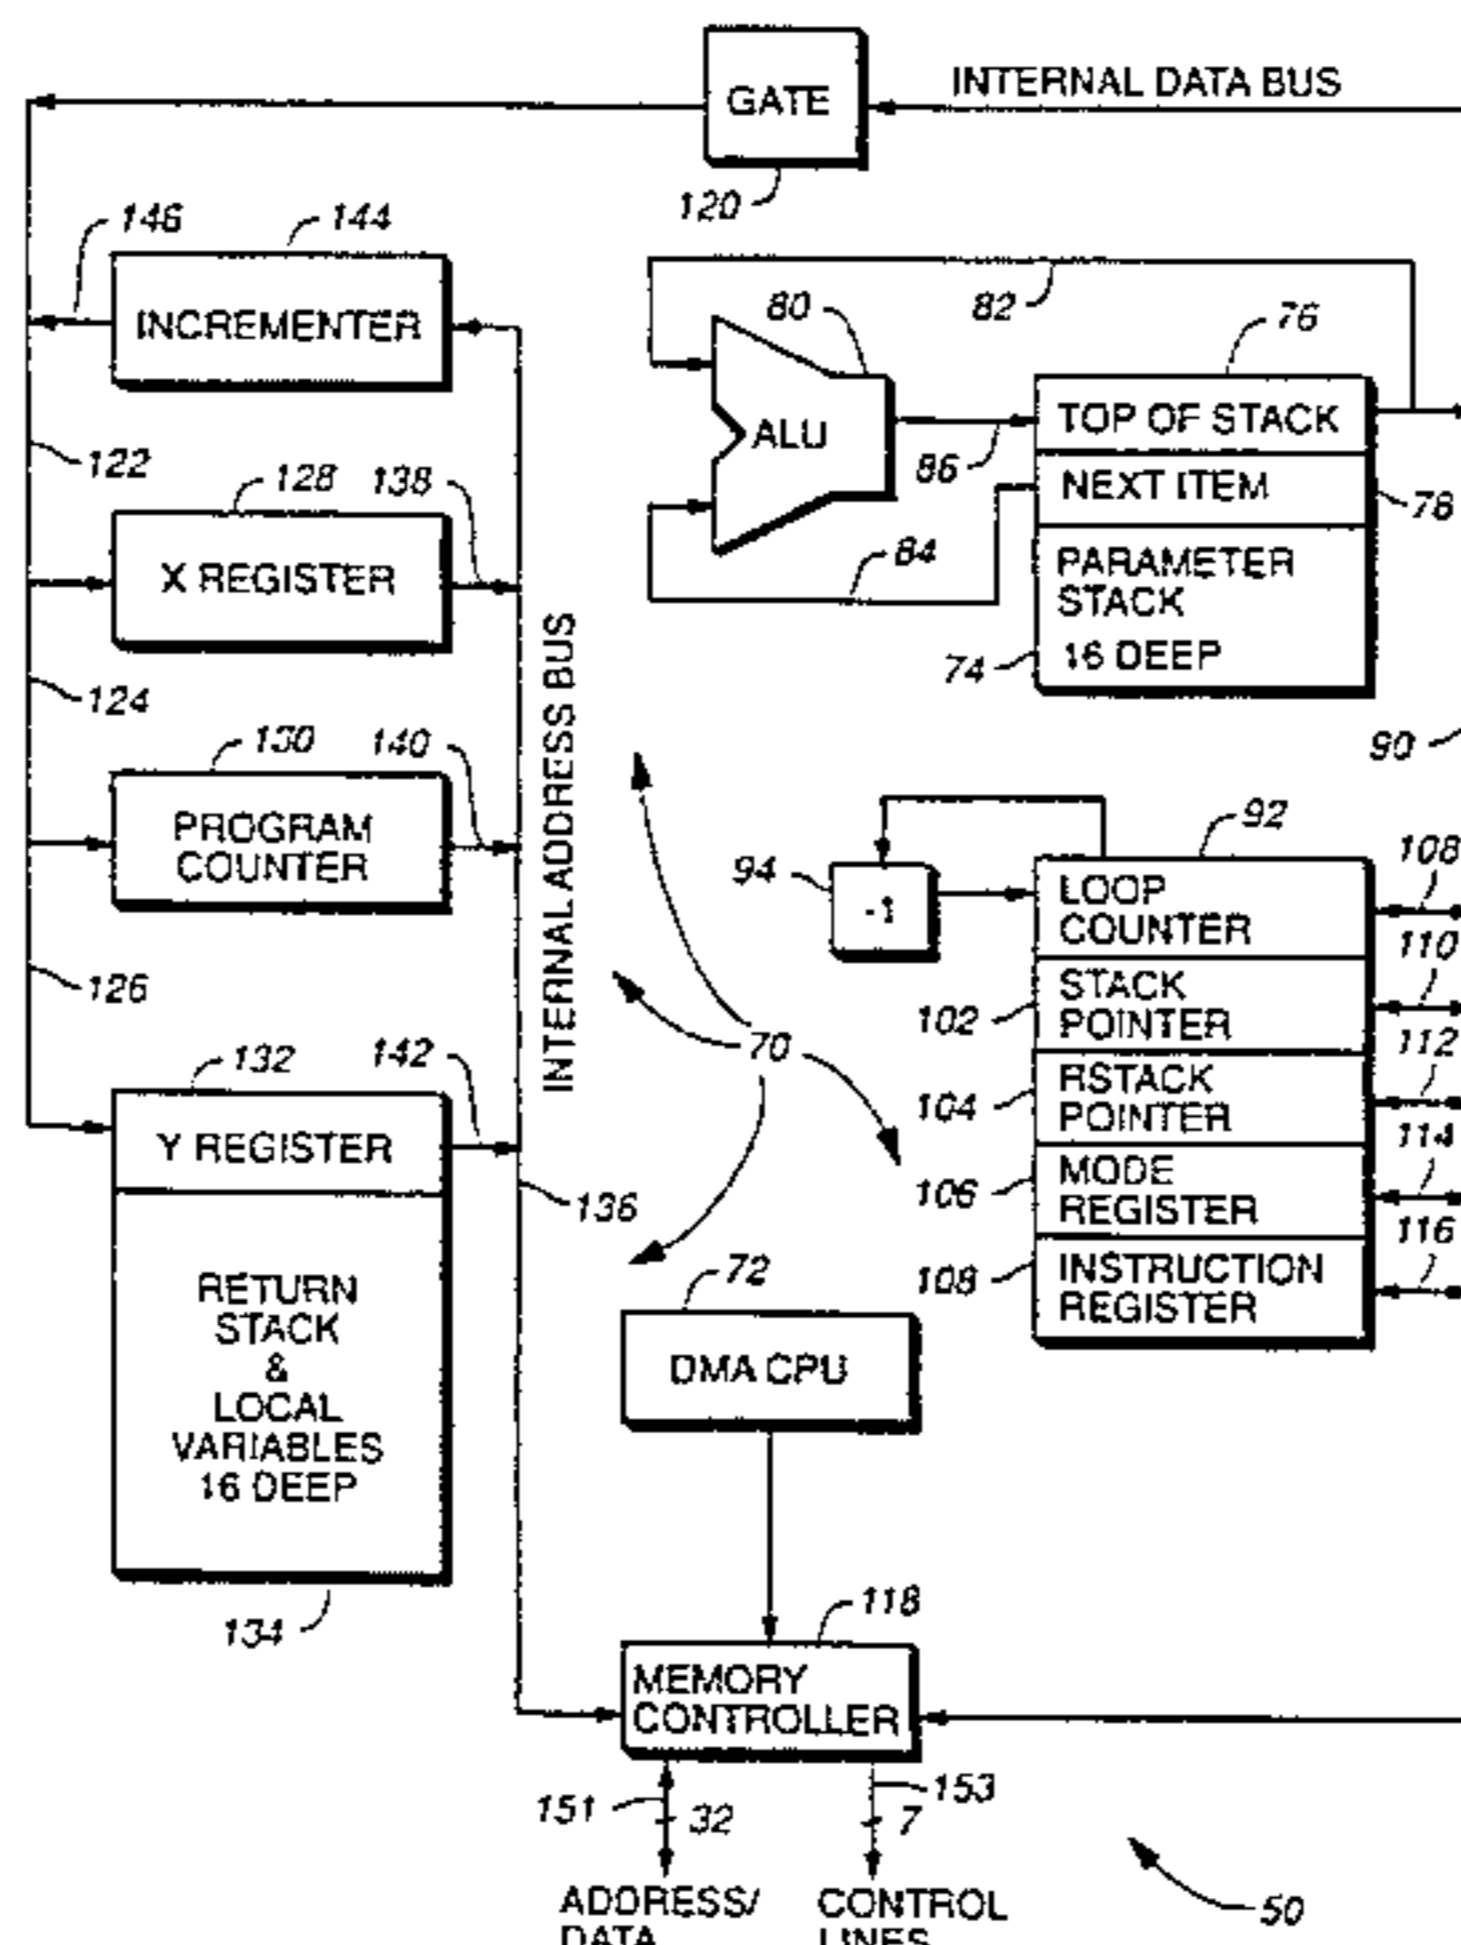 INTERNAL DATA BUS
GATE
120
146
144
INCREMENTER
122
82
80
76
ALU
TOP OF STACK
86
NEXT ITEM
78
84
PARAMETER
STACK
16 DEEP
74
128
138
X REGISTER
124
INTERNAL ADDRESS BUS
130
140
PROGRAM
COUNTER
90
126
92
94
-1
LOOP
COUNTER
108
110
102
STACK
POINTER
112
70
104
RSTACK
POINTER
114
132
142
Y REGISTER
136
106
MODE
REGISTER
116
108
INSTRUCTION
REGISTER
RETURN
STACK
&
LOCAL
VARIABLES
16 DEEP
134
72
DMA CPU
118
MEMORY
CONTROLLER
151
32
153
7
ADDRESS/
DATA
CONTROL
LINES
50